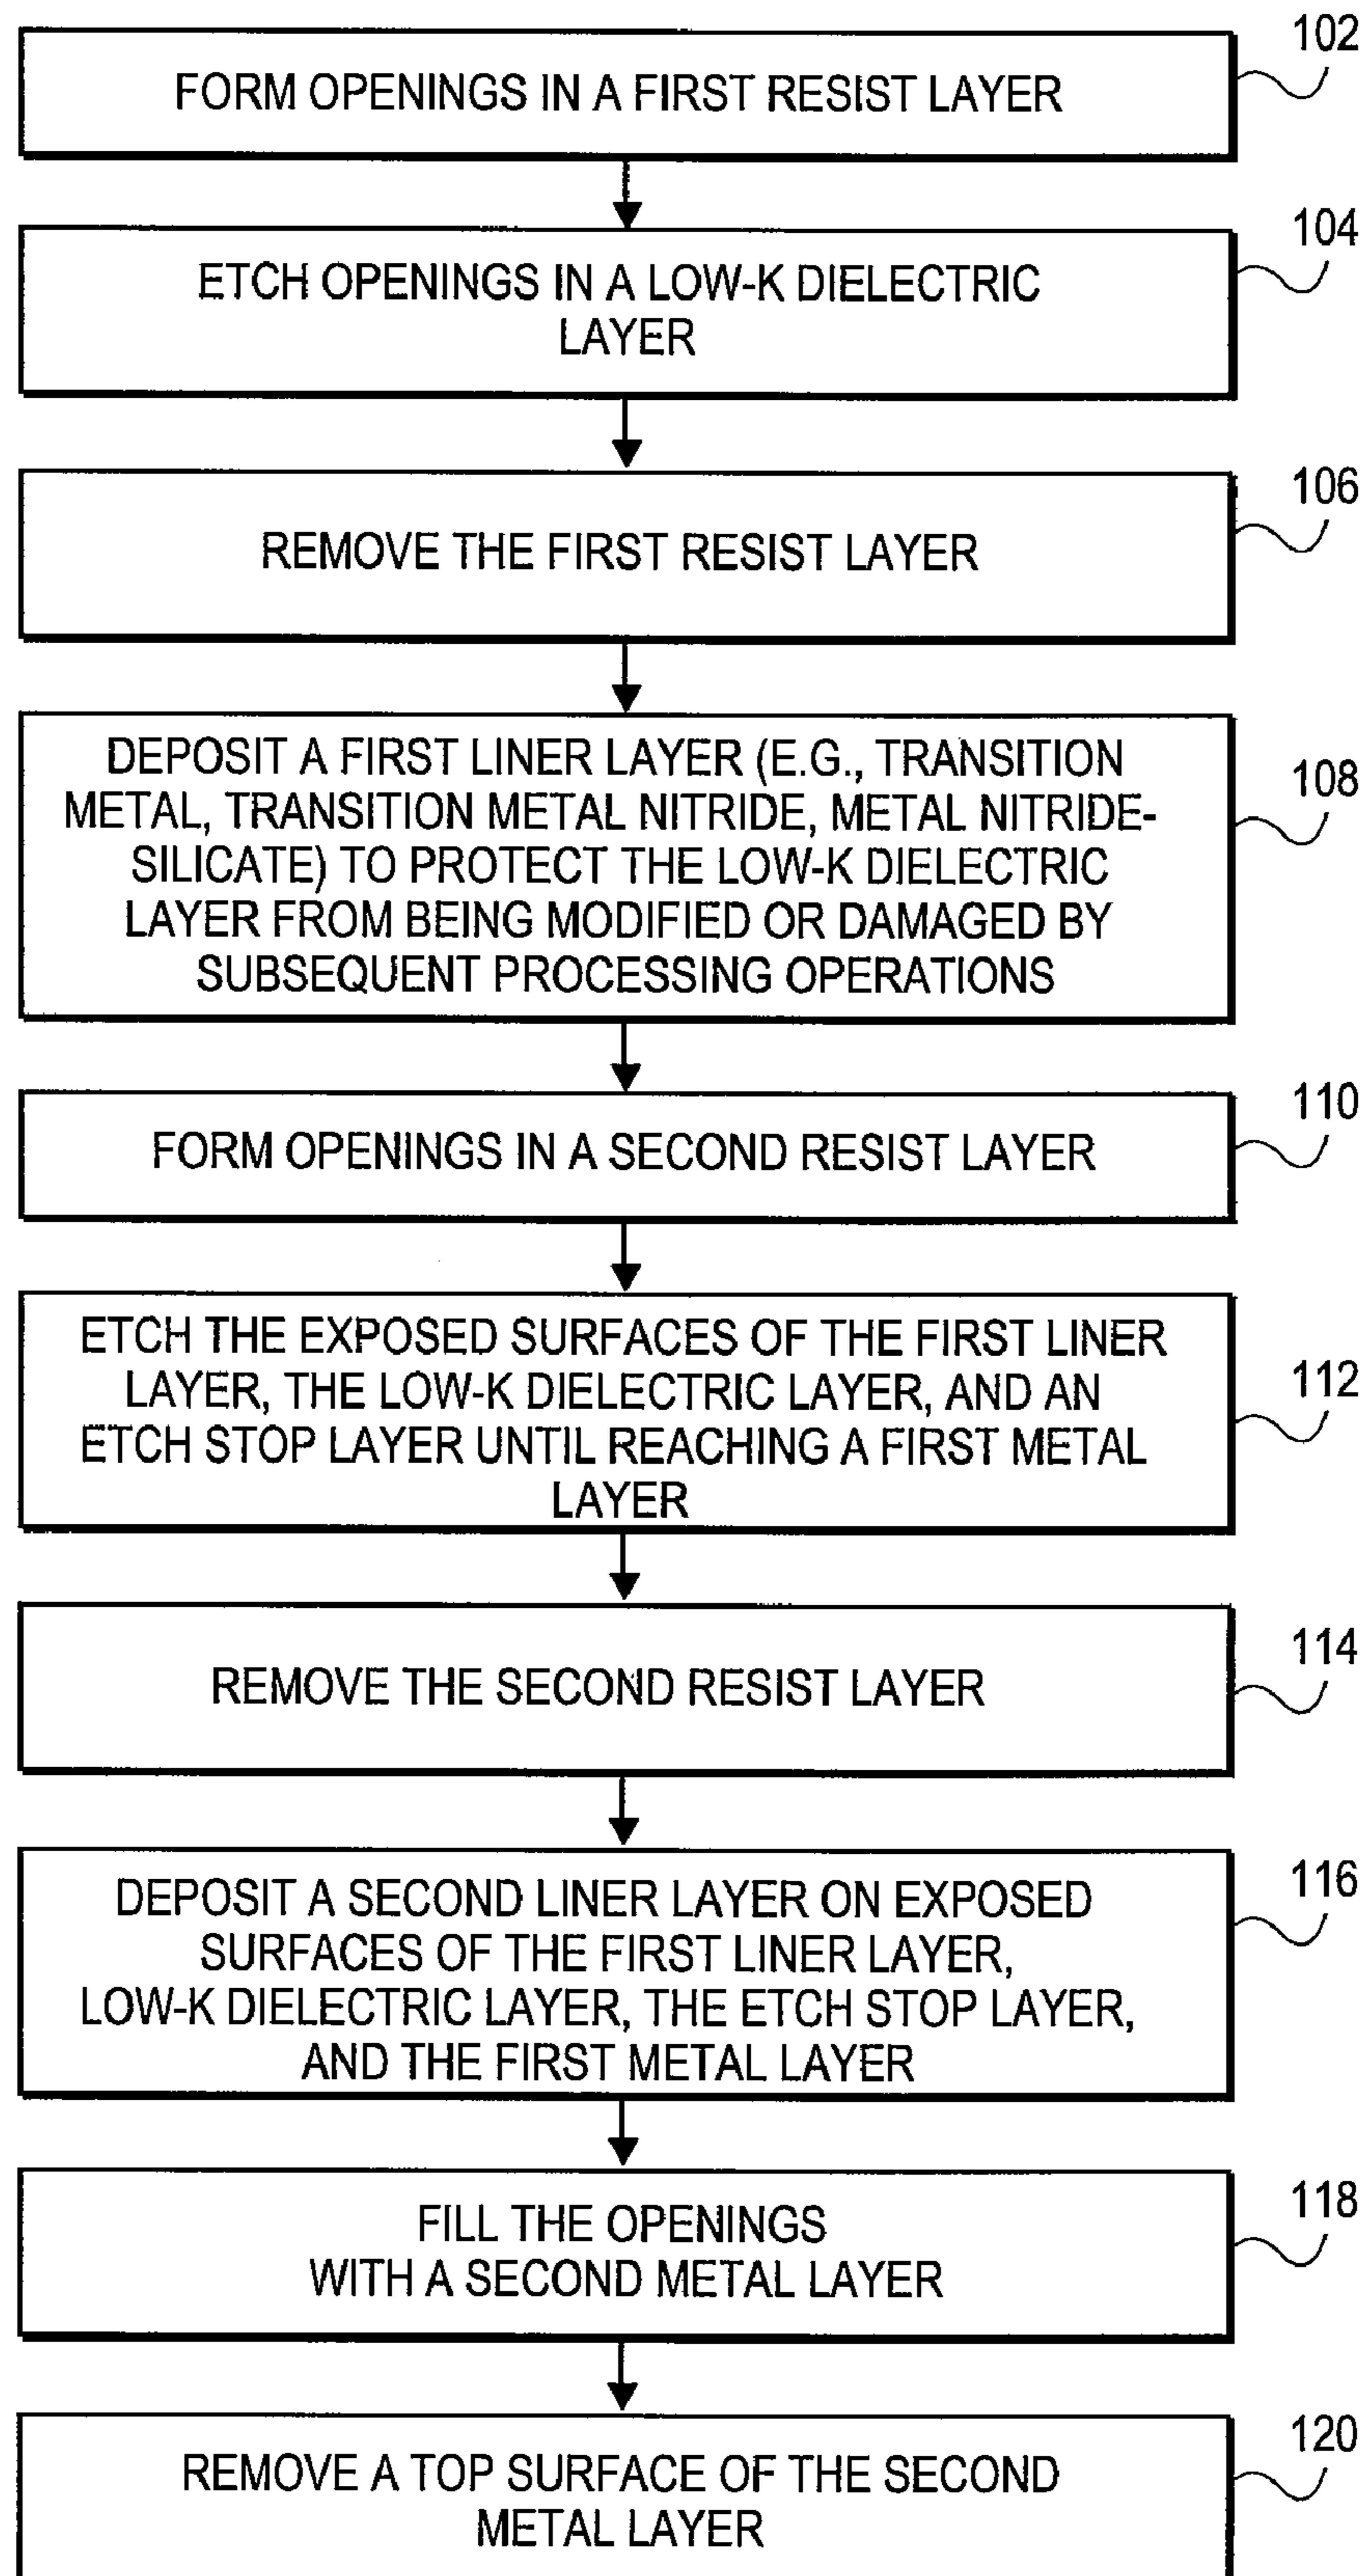 102
FORM OPENINGS IN A FIRST RESIST LAYER
104
ETCH OPENINGS IN A LOW-K DIELECTRIC
LAYER
106
REMOVE THE FIRST RESIST LAYER
108
DEPOSIT A FIRST LINER LAYER (E.G., TRANSITION
METAL, TRANSITION METAL NITRIDE, METAL NITRIDE-
SILICATE) TO PROTECT THE LOW-K DIELECTRIC
LAYER FROM BEING MODIFIED OR DAMAGED BY
SUBSEQUENT PROCESSING OPERATIONS
110
FORM OPENINGS IN A SECOND RESIST LAYER
112
ETCH THE EXPOSED SURFACES OF THE FIRST LINER
LAYER, THE LOW-K DIELECTRIC LAYER, AND AN
ETCH STOP LAYER UNTIL REACHING A FIRST METAL
LAYER
114
REMOVE THE SECOND RESIST LAYER
116
DEPOSIT A SECOND LINER LAYER ON EXPOSED
SURFACES OF THE FIRST LINER LAYER,
LOW-K DIELECTRIC LAYER, THE ETCH STOP LAYER,
AND THE FIRST METAL LAYER
118
FILL THE OPENINGS
WITH A SECOND METAL LAYER
120
REMOVE A TOP SURFACE OF THE SECOND
METAL LAYER